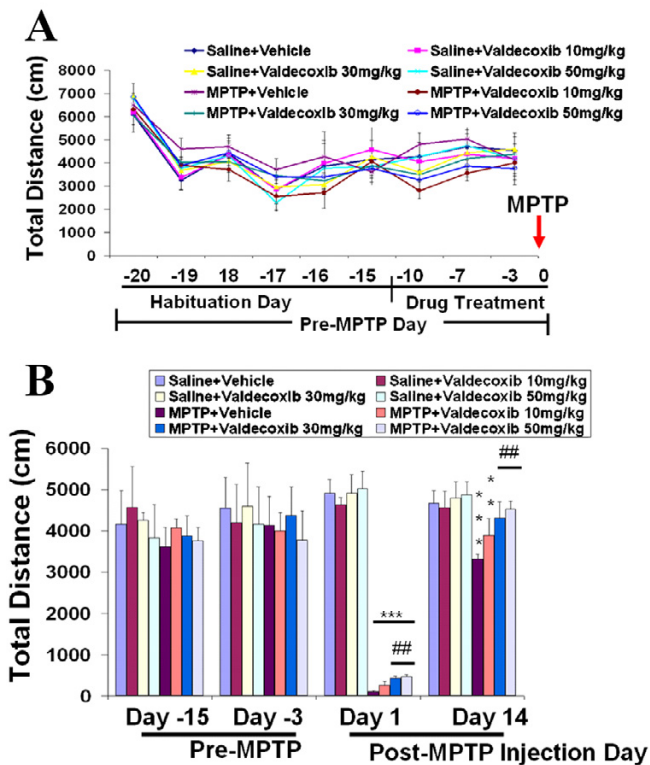 A
Saline+Vehicle
Saline+Valdecoxib 10mg/kg
Saline+Valdecoxib 30mg/kg
Saline+Valdecoxib 50mg/kg
MPTP+Vehicle
MPTP+Valdecoxib 10mg/kg
MPTP+Valdecoxib 30mg/kg
MPTP+Valdecoxib 50mg/kg
Total Distance (cm)
8000
7000
6000
5000
4000
3000
2000
1000
0
MPTP
-20 -19 18 -17 -16 -15 -10 -7 -3 0
Habituation Day Drug Treatment
Pre-MPTP Day
B
Saline+Vehicle
Saline+Valdecoxib 10mg/kg
Saline+Valdecoxib 30mg/kg
Saline+Valdecoxib 50mg/kg
MPTP+Vehicle
MPTP+Valdecoxib 10mg/kg
MPTP+Valdecoxib 30mg/kg
MPTP+Valdecoxib 50mg/kg
Total Distance (cm)
6000
5000
4000
3000
2000
1000
0
***
##
***
**
##
Day -15 Day -3 Day 1 Day 14
Pre-MPTP Post-MPTP Injection Day